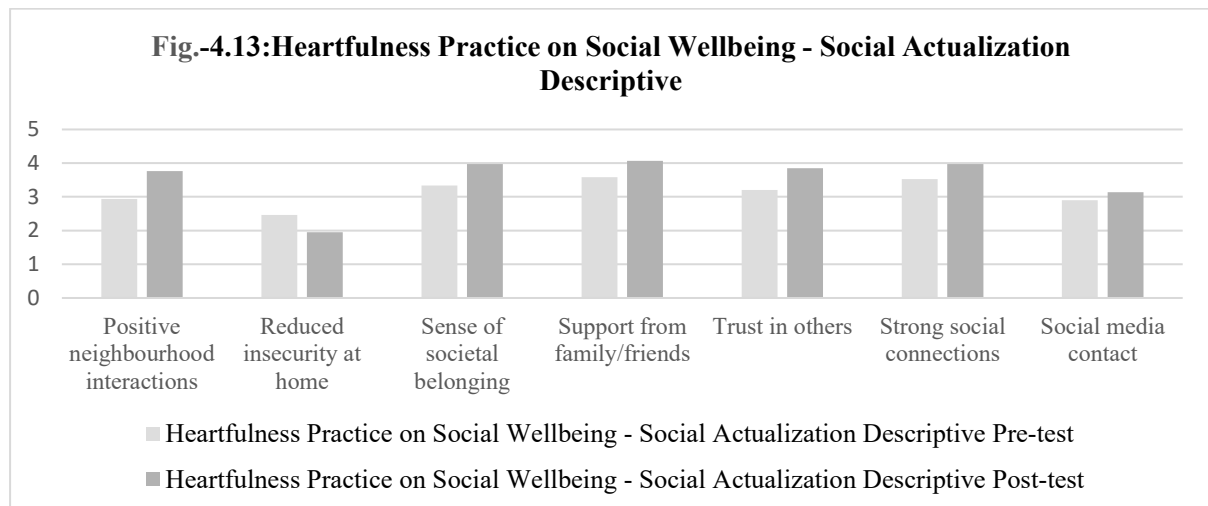 Fig.-4.13:Heartfulness Practice on Social Wellbeing - Social Actualization
Descriptive
5
4
3
2
1
0
Positive
neighbourhood
interactions
Reduced
insecurity at
home
Sense of
societal
belonging
Support from
family/friends
Trust in others
Strong social
connections
Social media
contact
Heartfulness Practice on Social Wellbeing - Social Actualization Descriptive Pre-test
Heartfulness Practice on Social Wellbeing - Social Actualization Descriptive Post-test